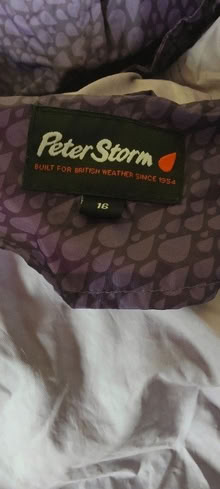 Peter Storm
BUILT FOR BRITISH WEATHER SINCE 1954
16